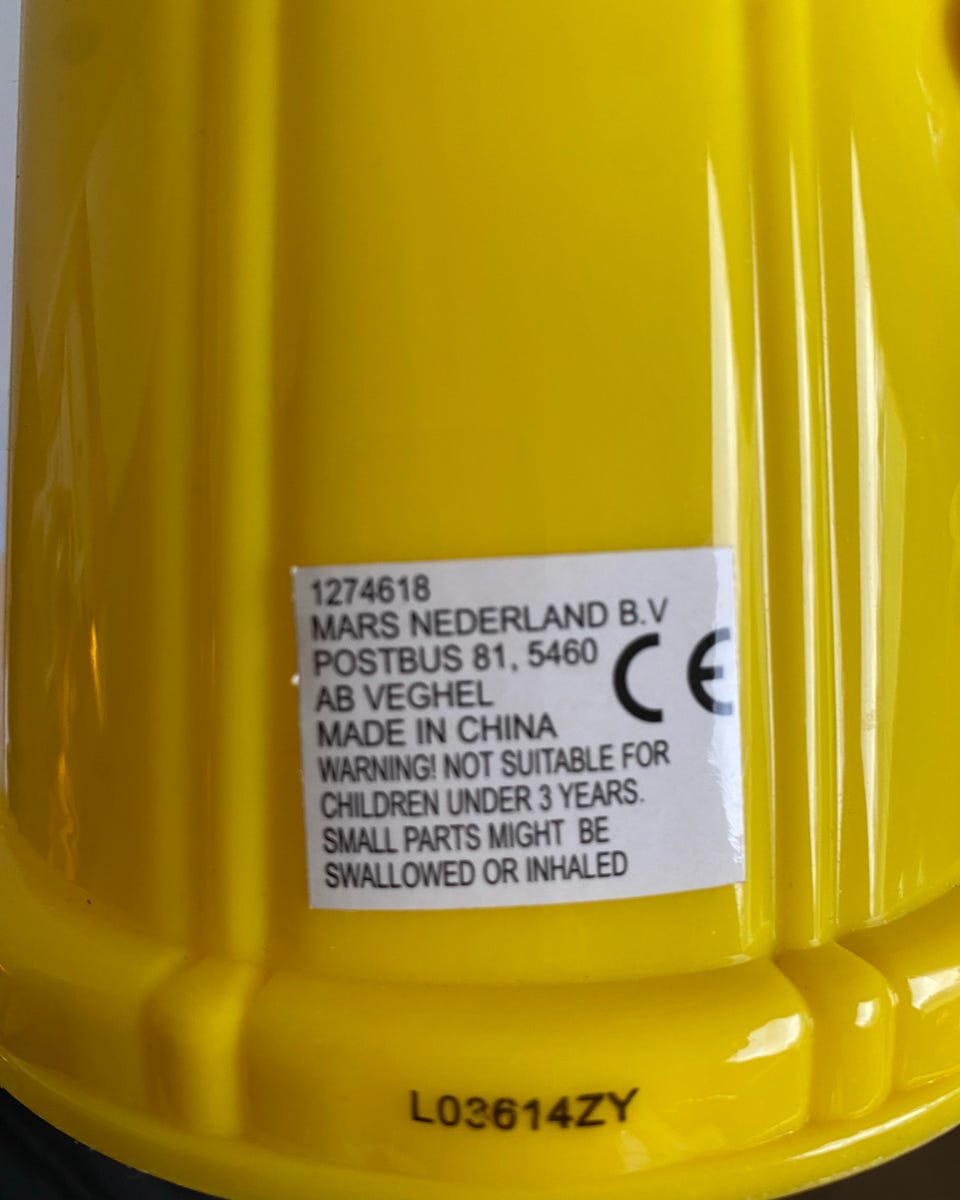 1274618
MARS NEDERLAND B.V
POSTBUS 81, 5460
AB VEGHEL
CE
MADE IN CHINA
WARNING! NOT SUITABLE FOR
CHILDREN UNDER 3 YEARS.
SMALL PARTS MIGHT BE
SWALLOWED OR INHALED
L03614ZY